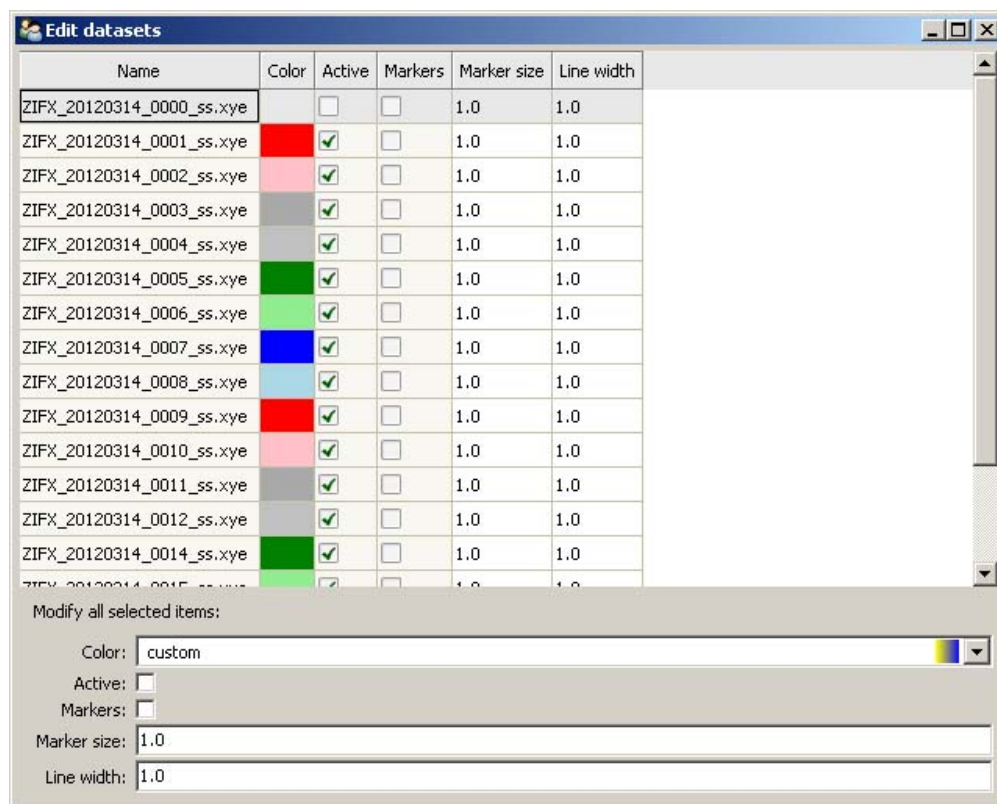 Edit datasets
Name Color Active Markers Marker size Line width
ZIFX_20120314_0000_ss.xye 1.0 1.0
ZIFX_20120314_0001_ss.xye 1.0 1.0
ZIFX_20120314_0002_ss.xye 1.0 1.0
ZIFX_20120314_0003_ss.xye 1.0 1.0
ZIFX_20120314_0004_ss.xye 1.0 1.0
ZIFX_20120314_0005_ss.xye 1.0 1.0
ZIFX_20120314_0006_ss.xye 1.0 1.0
ZIFX_20120314_0007_ss.xye 1.0 1.0
ZIFX_20120314_0008_ss.xye 1.0 1.0
ZIFX_20120314_0009_ss.xye 1.0 1.0
ZIFX_20120314_0010_ss.xye 1.0 1.0
ZIFX_20120314_0011_ss.xye 1.0 1.0
ZIFX_20120314_0012_ss.xye 1.0 1.0
ZIFX_20120314_0014_ss.xye 1.0 1.0
Modify all selected items:
Color: custom
Active:
Markers:
Marker size: 1.0
Line width: 1.0